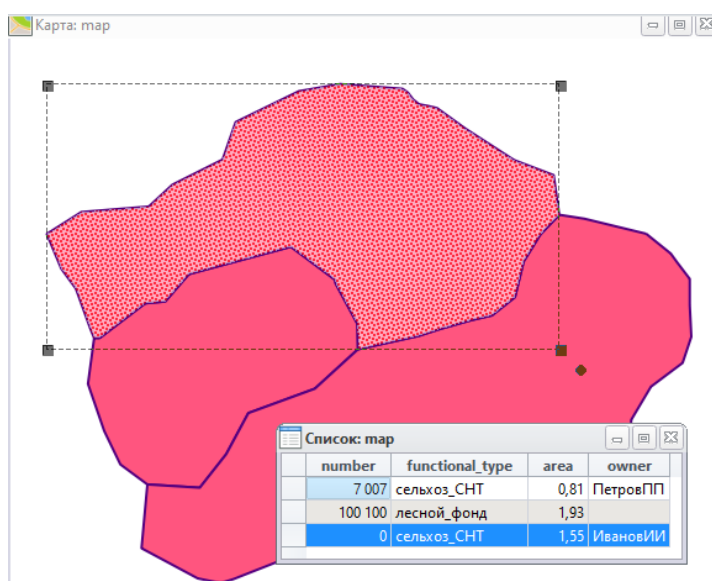 Карта: map
Список: map
number functional_type area owner
7 007 сельхоз_СНТ 0,81 ПетровПП
100 100 лесной_фонд 1,93
0 сельхоз_СНТ 1,55 ИвановИИ